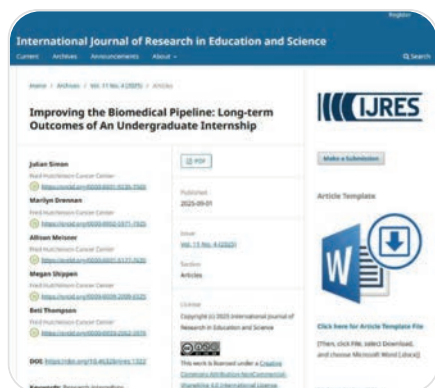 Register
International Journal of Research in Education and Science
Current Archives Announcements About
Search
Home / Archives / Vol. 11 No. 4 (2025) / Articles
Improving the Biomedical Pipeline: Long-term
Outcomes of An Undergraduate Internship
Julian Simon
Fred Hutchinson Cancer Center
Marilyn Drennan
Fred Hutchinson Cancer Center
Allison Meisner
Fred Hutchinson Cancer Center
Megan Shippen
Fred Hutchinson Cancer Center
Beti Thompson
Fred Hutchinson Cancer Center
DOI:
Keywords:
PDF
Published
2025-09-01
Issue
Vol. 11 No. 4 (2025)
Section
Articles
License
Copyright (c) 2025 International Journal of
Research in Education and Science
This work is licensed under a Creative
Commons Attribution-NonCommercial-
ShareAlike 4.0 International License
IJRES
Make a Submission
Article Template
W
Click here for Article Template File
[Then, click File, select Download,
and choose Microsoft Word (.docx)]